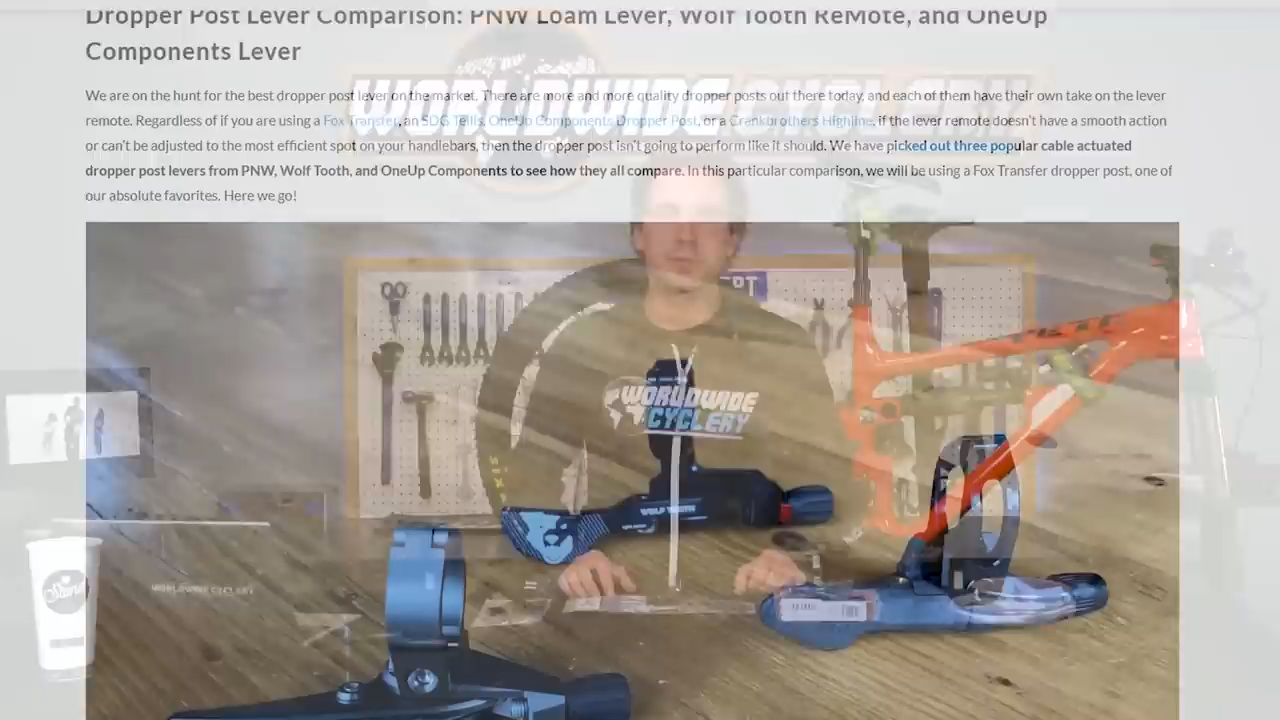 Dropper Post Lever Comparison: PNW Loam Lever, Wolf Tooth ReMote, and OneUp
Components Lever
WORLDWIDE CYCLERY
We are on the hunt for the best dropper post lever on the market. There are more and more quality dropper posts out there today, and each of them have their own take on the lever
remote. Regardless of if you are using a Fox Transfer, an SDG Tellis, OneUp Components Dropper Post, or a Crankbrothers Highline, if the lever remote doesn't have a smooth action
or can't be adjusted to the most efficient spot on your handlebars, then the dropper post isn't going to perform like it should. We have picked out three popular cable actuated
dropper post levers from PNW, Wolf Tooth, and OneUp Components to see how they all compare. In this particular comparison, we will be using a Fox Transfer dropper post, one of
our absolute favorites. Here we go!
WORLDWIDE
CYCLERY
WOLF TOOTH
WORLDWIDE CYCLERY